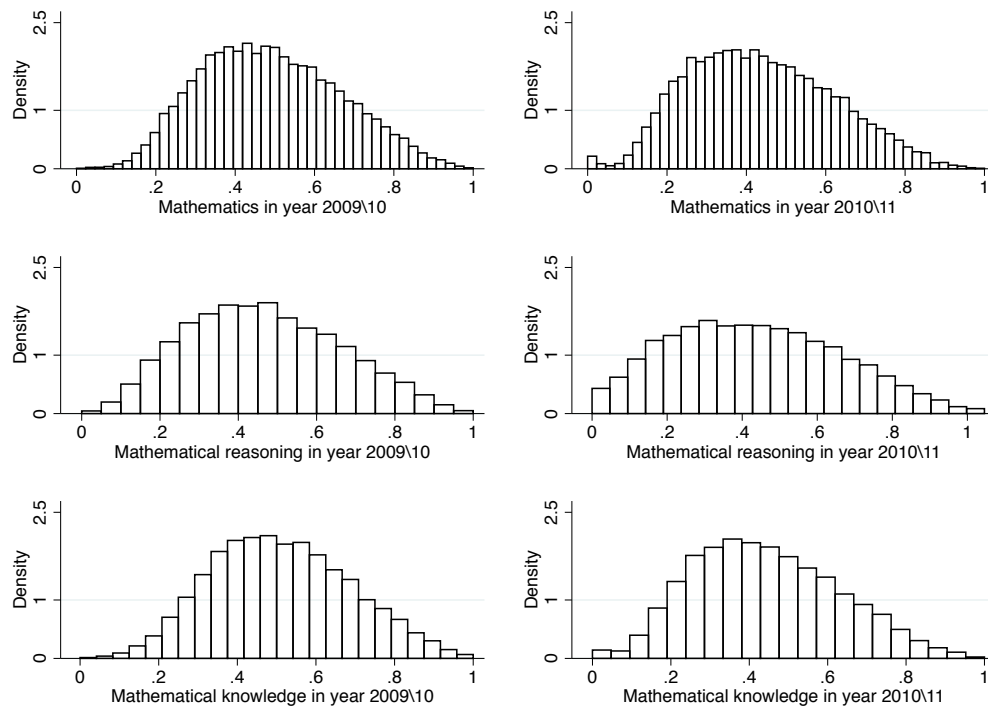 Density
2.5
1
0
0 .2 .4 .6 .8 1
Mathematics in year 2009\10
Density
2.5
1
0
0 .2 .4 .6 .8 1
Mathematics in year 2010\11
Density
2.5
1
0
0 .2 .4 .6 .8 1
Mathematical reasoning in year 2009\10
Density
2.5
1
0
0 .2 .4 .6 .8 1
Mathematical reasoning in year 2010\11
Density
2.5
1
0
0 .2 .4 .6 .8 1
Mathematical knowledge in year 2009\10
Density
2.5
1
0
0 .2 .4 .6 .8 1
Mathematical knowledge in year 2010\11